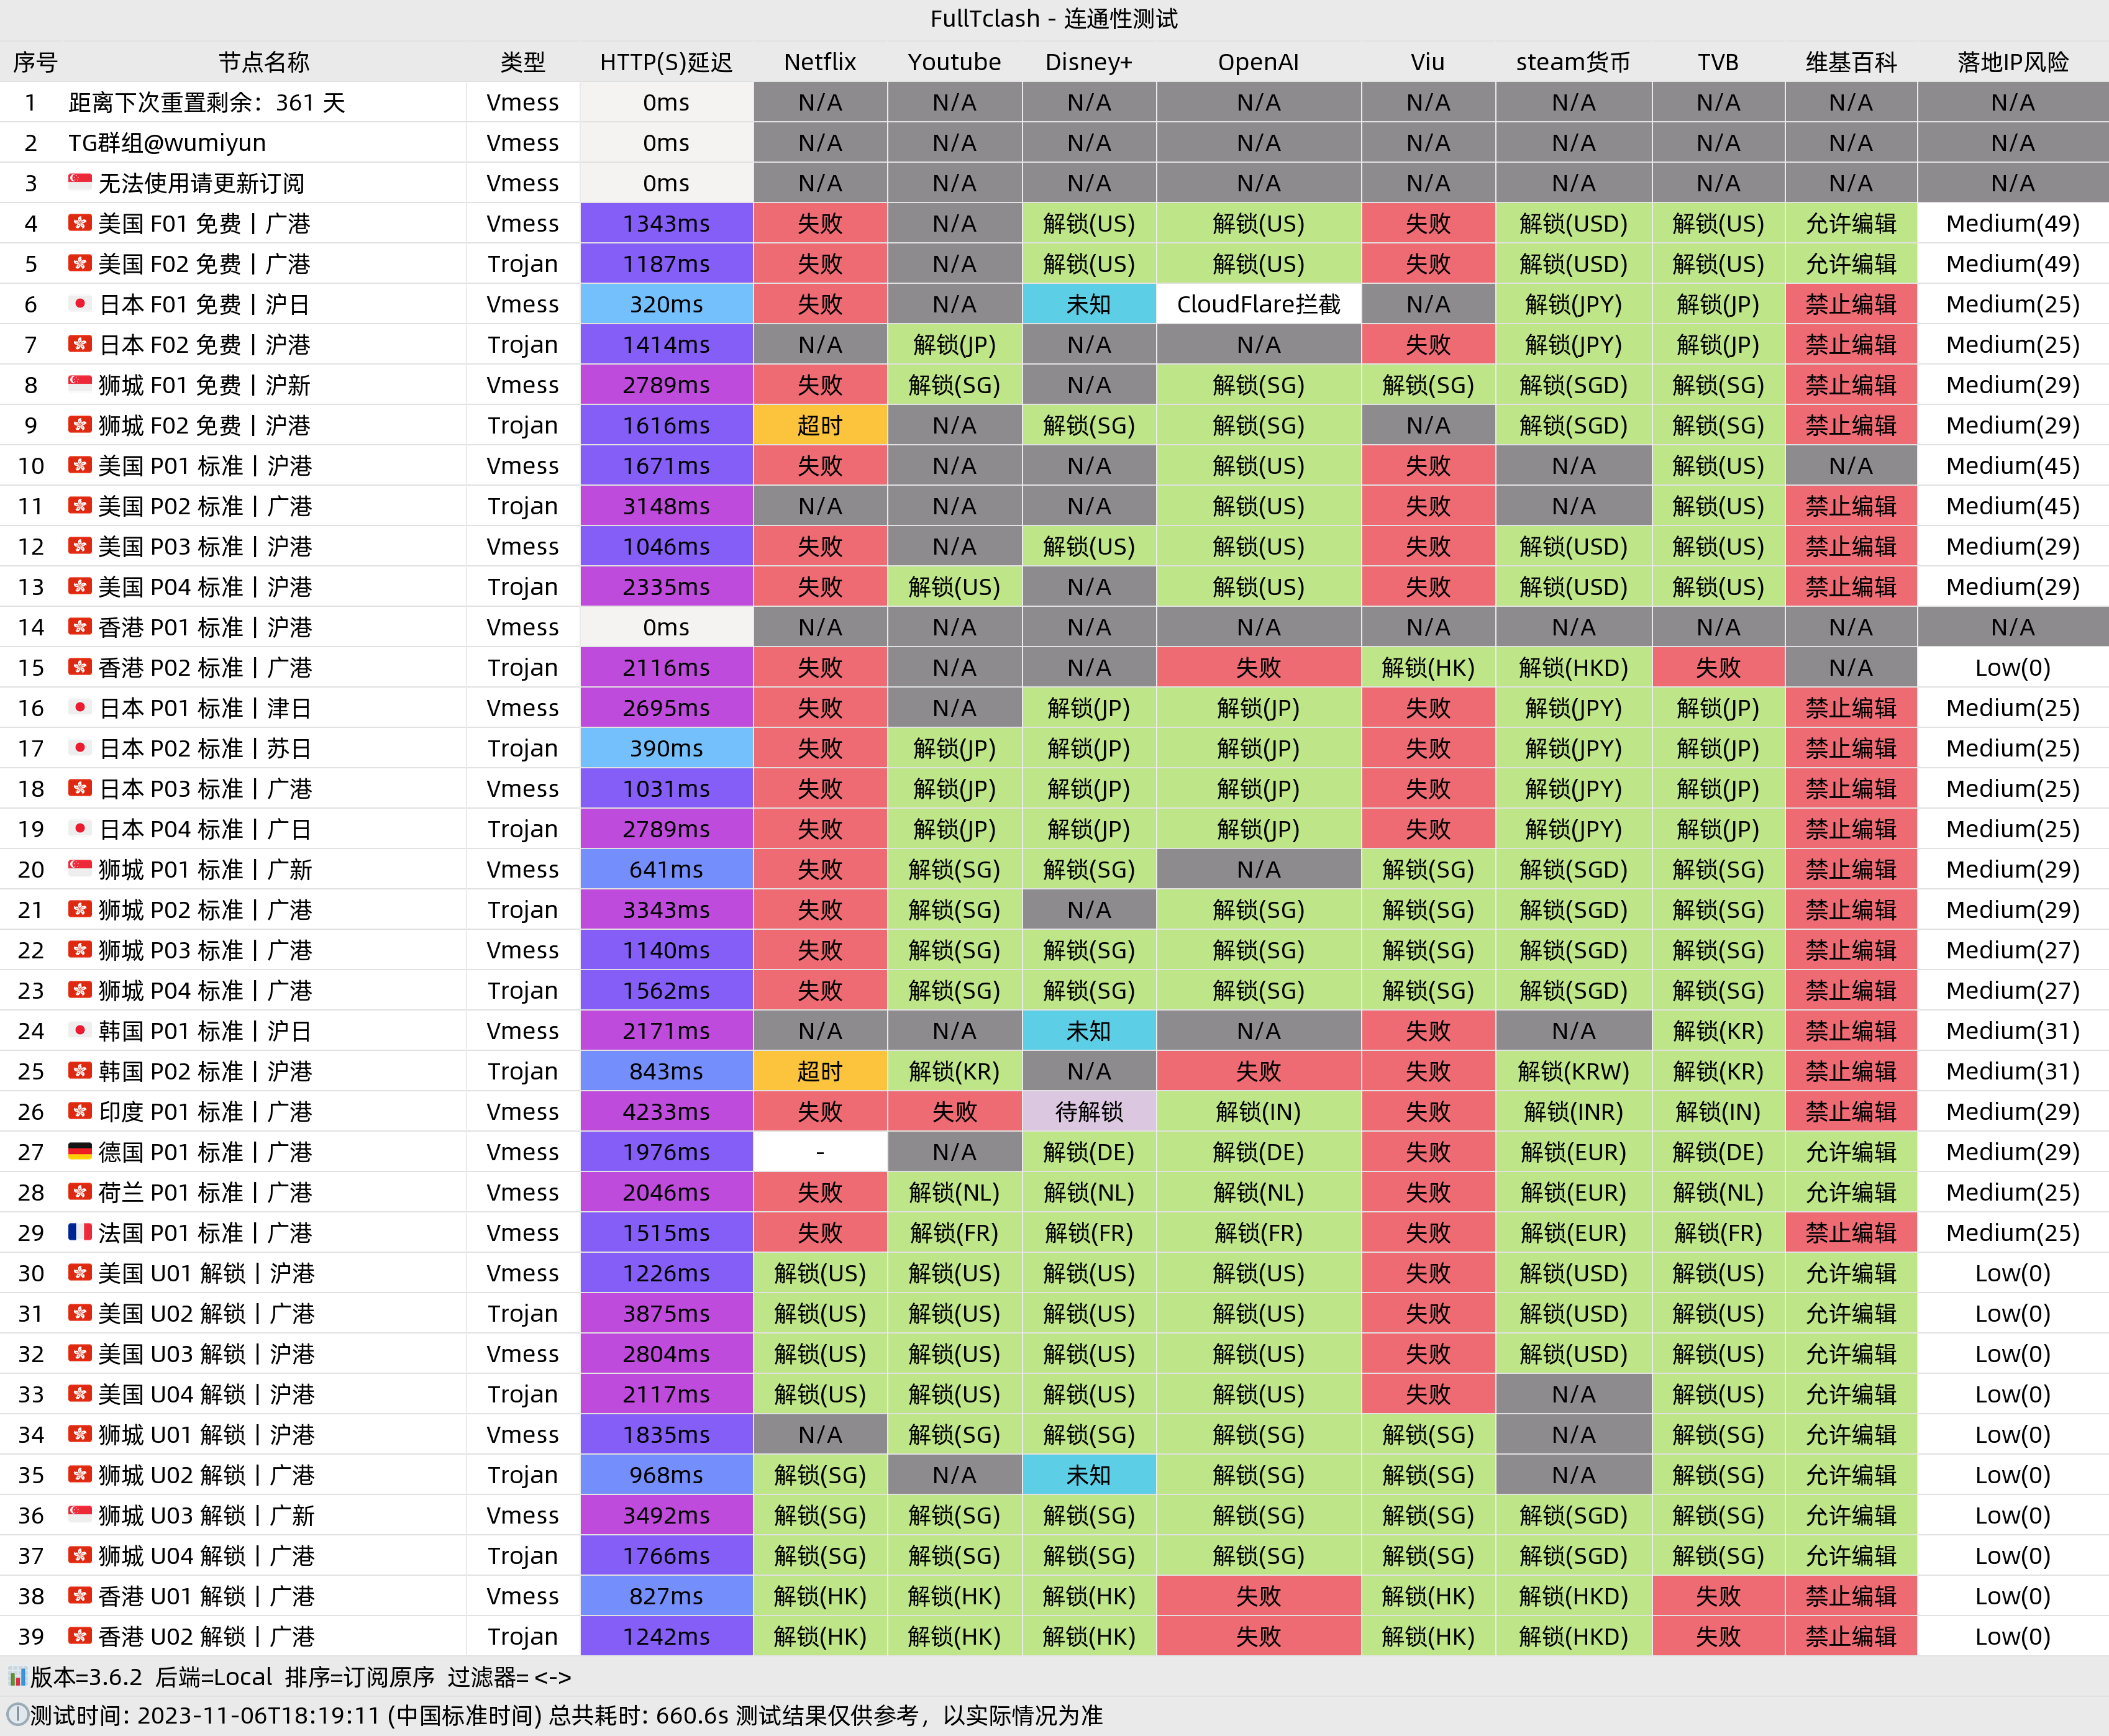 FullTclash - 连通性测试
序号 节点名称 类型 HTTP(S)延迟 Netflix Youtube Disney+ OpenAI Viu steam货币 TVB 维基百科 落地IP风险
1 距离下次重置剩余：361 天 Vmess 0ms N/A N/A N/A N/A N/A N/A N/A N/A N/A
2 TG群组@wumiyun Vmess 0ms N/A N/A N/A N/A N/A N/A N/A N/A N/A
3 无法使用请更新订阅 Vmess 0ms N/A N/A N/A N/A N/A N/A N/A N/A N/A
4 美国 F01 免费丨广港 Vmess 1343ms 失败 N/A 解锁(US) 解锁(US) 失败 解锁(USD) 解锁(US) 允许编辑 Medium(49)
5 美国 F02 免费丨广港 Trojan 1187ms 失败 N/A 解锁(US) 解锁(US) 失败 解锁(USD) 解锁(US) 允许编辑 Medium(49)
6 日本 F01 免费丨沪日 Vmess 320ms 失败 N/A 未知 CloudFlare拦截 N/A 解锁(JPY) 解锁(JP) 禁止编辑 Medium(25)
7 日本 F02 免费丨沪港 Trojan 1414ms N/A 解锁(JP) N/A N/A 失败 解锁(JPY) 解锁(JP) 禁止编辑 Medium(25)
8 狮城 F01 免费丨沪新 Vmess 2789ms 失败 解锁(SG) N/A 解锁(SG) 解锁(SG) 解锁(SGD) 解锁(SG) 禁止编辑 Medium(29)
9 狮城 F02 免费丨沪港 Trojan 1616ms 超时 N/A 解锁(SG) 解锁(SG) N/A 解锁(SGD) 解锁(SG) 禁止编辑 Medium(29)
10 美国 P01 标准丨沪港 Vmess 1671ms 失败 N/A N/A 解锁(US) 失败 N/A 解锁(US) N/A Medium(45)
11 美国 P02 标准丨广港 Trojan 3148ms N/A N/A N/A 解锁(US) 失败 N/A 解锁(US) 禁止编辑 Medium(45)
12 美国 P03 标准丨沪港 Vmess 1046ms 失败 N/A 解锁(US) 解锁(US) 失败 解锁(USD) 解锁(US) 禁止编辑 Medium(29)
13 美国 P04 标准丨沪港 Trojan 2335ms 失败 解锁(US) N/A 解锁(US) 失败 解锁(USD) 解锁(US) 禁止编辑 Medium(29)
14 香港 P01 标准丨沪港 Vmess 0ms N/A N/A N/A N/A N/A N/A N/A N/A N/A
15 香港 P02 标准丨广港 Trojan 2116ms 失败 N/A N/A 失败 解锁(HK) 解锁(HKD) 失败 N/A Low(0)
16 日本 P01 标准丨津日 Vmess 2695ms 失败 N/A 解锁(JP) 解锁(JP) 失败 解锁(JPY) 解锁(JP) 禁止编辑 Medium(25)
17 日本 P02 标准丨苏日 Trojan 390ms 失败 解锁(JP) 解锁(JP) 解锁(JP) 失败 解锁(JPY) 解锁(JP) 禁止编辑 Medium(25)
18 日本 P03 标准丨广港 Vmess 1031ms 失败 解锁(JP) 解锁(JP) 解锁(JP) 失败 解锁(JPY) 解锁(JP) 禁止编辑 Medium(25)
19 日本 P04 标准丨广日 Trojan 2789ms 失败 解锁(JP) 解锁(JP) 解锁(JP) 失败 解锁(JPY) 解锁(JP) 禁止编辑 Medium(25)
20 狮城 P01 标准丨广新 Vmess 641ms 失败 解锁(SG) 解锁(SG) N/A 解锁(SG) 解锁(SGD) 解锁(SG) 禁止编辑 Medium(29)
21 狮城 P02 标准丨广港 Trojan 3343ms 失败 解锁(SG) N/A 解锁(SG) 解锁(SG) 解锁(SGD) 解锁(SG) 禁止编辑 Medium(29)
22 狮城 P03 标准丨广港 Vmess 1140ms 失败 解锁(SG) 解锁(SG) 解锁(SG) 解锁(SG) 解锁(SGD) 解锁(SG) 禁止编辑 Medium(27)
23 狮城 P04 标准丨广港 Trojan 1562ms 失败 解锁(SG) 解锁(SG) 解锁(SG) 解锁(SG) 解锁(SGD) 解锁(SG) 禁止编辑 Medium(27)
24 韩国 P01 标准丨沪日 Vmess 2171ms N/A N/A 未知 N/A 失败 N/A 解锁(KR) 禁止编辑 Medium(31)
25 韩国 P02 标准丨沪港 Trojan 843ms 超时 解锁(KR) N/A 失败 失败 解锁(KRW) 解锁(KR) 禁止编辑 Medium(31)
26 印度 P01 标准丨广港 Vmess 4233ms 失败 失败 待解锁 解锁(IN) 失败 解锁(INR) 解锁(IN) 禁止编辑 Medium(29)
27 德国 P01 标准丨广港 Vmess 1976ms - N/A 解锁(DE) 解锁(DE) 失败 解锁(EUR) 解锁(DE) 允许编辑 Medium(29)
28 荷兰 P01 标准丨广港 Vmess 2046ms 失败 解锁(NL) 解锁(NL) 解锁(NL) 失败 解锁(EUR) 解锁(NL) 允许编辑 Medium(25)
29 法国 P01 标准丨广港 Vmess 1515ms 失败 解锁(FR) 解锁(FR) 解锁(FR) 失败 解锁(EUR) 解锁(FR) 禁止编辑 Medium(25)
30 美国 U01 解锁丨沪港 Vmess 1226ms 解锁(US) 解锁(US) 解锁(US) 解锁(US) 失败 解锁(USD) 解锁(US) 允许编辑 Low(0)
31 美国 U02 解锁丨广港 Trojan 3875ms 解锁(US) 解锁(US) 解锁(US) 解锁(US) 失败 解锁(USD) 解锁(US) 允许编辑 Low(0)
32 美国 U03 解锁丨沪港 Vmess 2804ms 解锁(US) 解锁(US) 解锁(US) 解锁(US) 失败 解锁(USD) 解锁(US) 允许编辑 Low(0)
33 美国 U04 解锁丨沪港 Trojan 2117ms 解锁(US) 解锁(US) 解锁(US) 解锁(US) 失败 N/A 解锁(US) 允许编辑 Low(0)
34 狮城 U01 解锁丨沪港 Vmess 1835ms N/A 解锁(SG) 解锁(SG) 解锁(SG) 解锁(SG) N/A 解锁(SG) 允许编辑 Low(0)
35 狮城 U02 解锁丨广港 Trojan 968ms 解锁(SG) N/A 未知 解锁(SG) 解锁(SG) N/A 解锁(SG) 允许编辑 Low(0)
36 狮城 U03 解锁丨广新 Vmess 3492ms 解锁(SG) 解锁(SG) 解锁(SG) 解锁(SG) 解锁(SG) 解锁(SGD) 解锁(SG) 允许编辑 Low(0)
37 狮城 U04 解锁丨广港 Trojan 1766ms 解锁(SG) 解锁(SG) 解锁(SG) 解锁(SG) 解锁(SG) 解锁(SGD) 解锁(SG) 允许编辑 Low(0)
38 香港 U01 解锁丨广港 Vmess 827ms 解锁(HK) 解锁(HK) 解锁(HK) 失败 解锁(HK) 解锁(HKD) 失败 禁止编辑 Low(0)
39 香港 U02 解锁丨广港 Trojan 1242ms 解锁(HK) 解锁(HK) 解锁(HK) 失败 解锁(HK) 解锁(HKD) 失败 禁止编辑 Low(0)
版本=3.6.2 后端=Local 排序=订阅原序 过滤器= <->
测试时间: 2023-11-06T18:19:11 (中国标准时间) 总共耗时: 660.6s 测试结果仅供参考，以实际情况为准